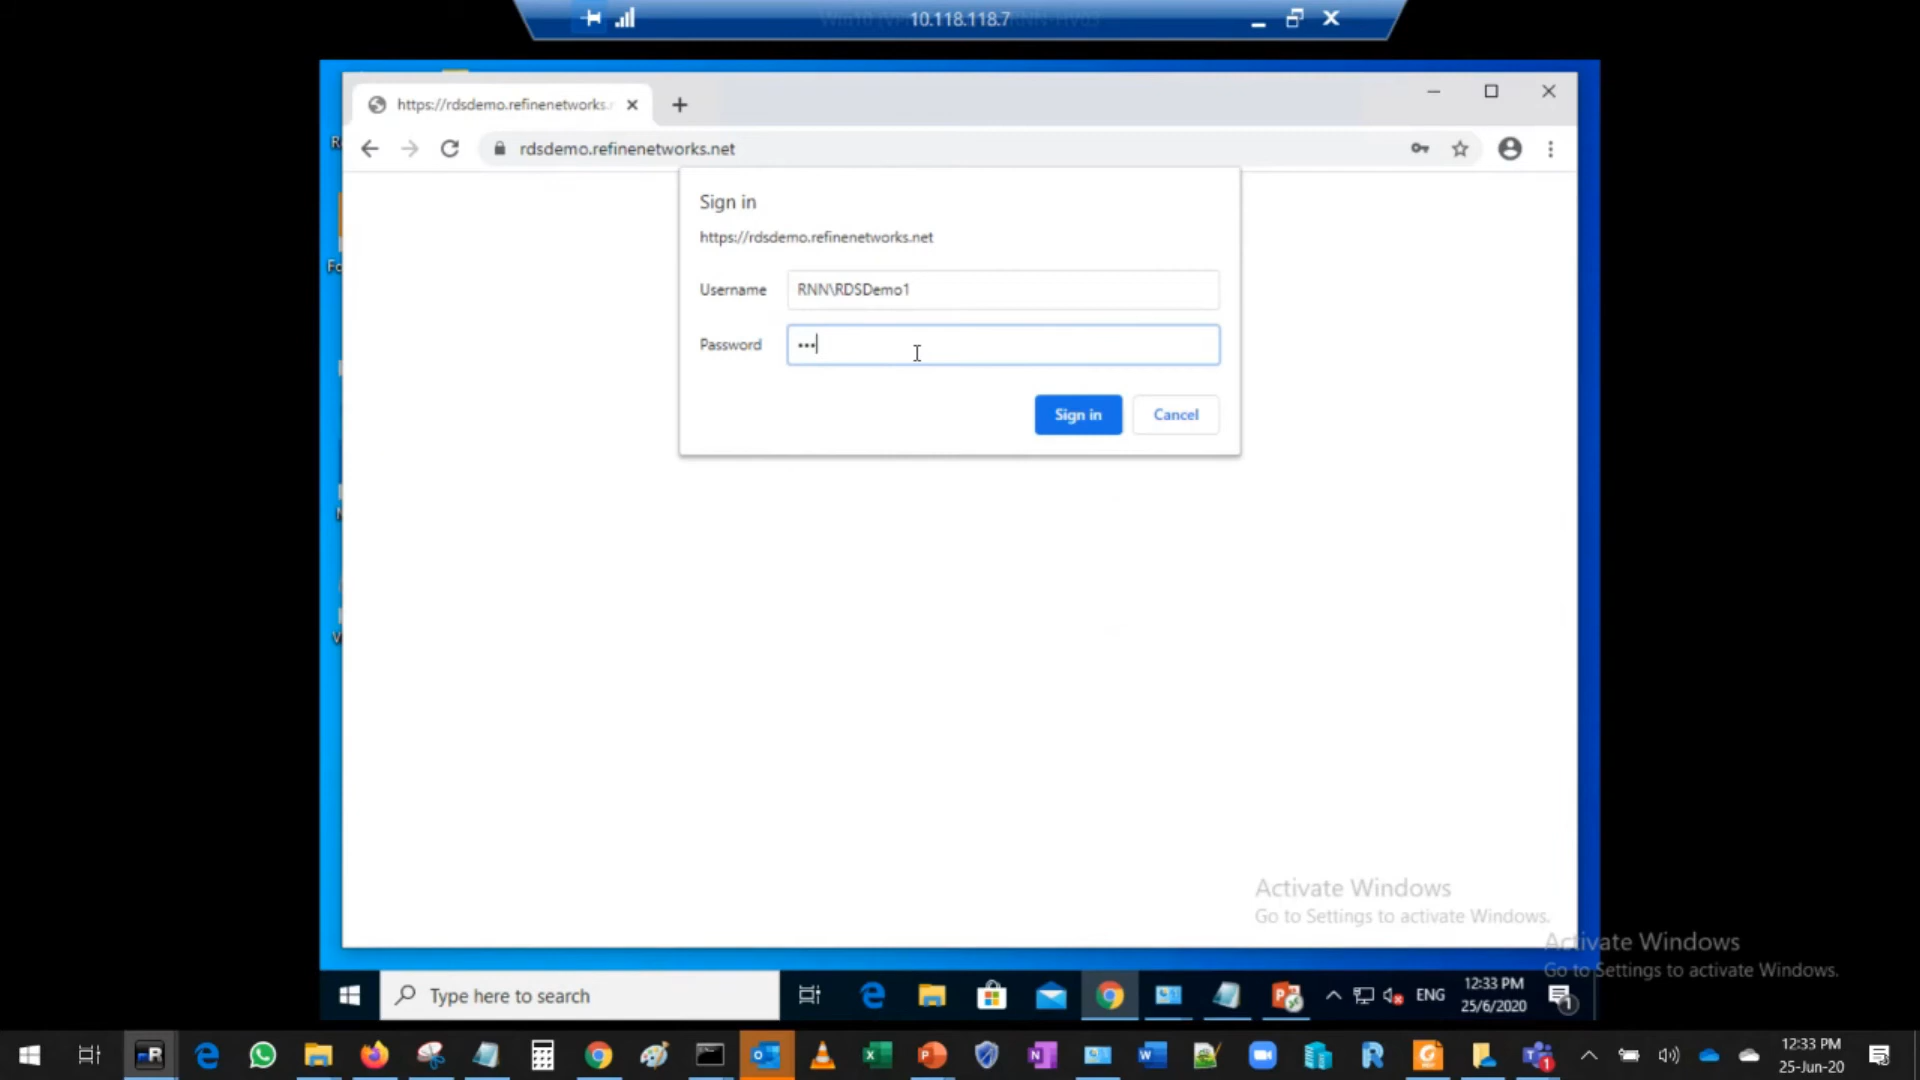 10.118.118.7
https://rdsdemo.refinenetworks.
rdsdemo.refinenetworks.net
Sign in
https://rdsdemo.refinenetworks.net
Username
RNN\RDSDemo1
Password
•••
Sign in
Cancel
Activate Windows
Go to Settings to activate Windows.
Activate Windows
Go to Settings to activate Windows.
Type here to search
ENG
12:33 PM
25/6/2020
1
12:33 PM
25-Jun-20